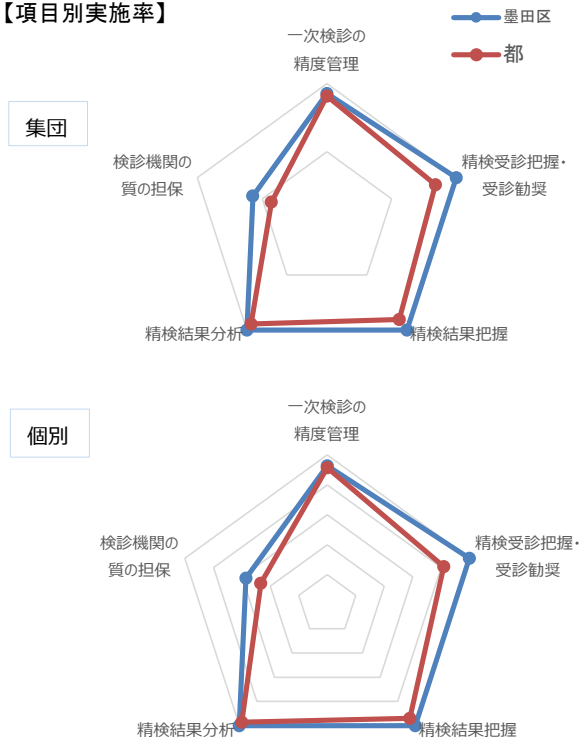 【項目別実施率】
墨田区
都
集団
一次検診の
精度管理
精検受診把握・
受診勧奨
精検結果把握
精検結果分析
検診機関の
質の担保
個別
一次検診の
精度管理
精検受診把握・
受診勧奨
精検結果把握
精検結果分析
検診機関の
質の担保